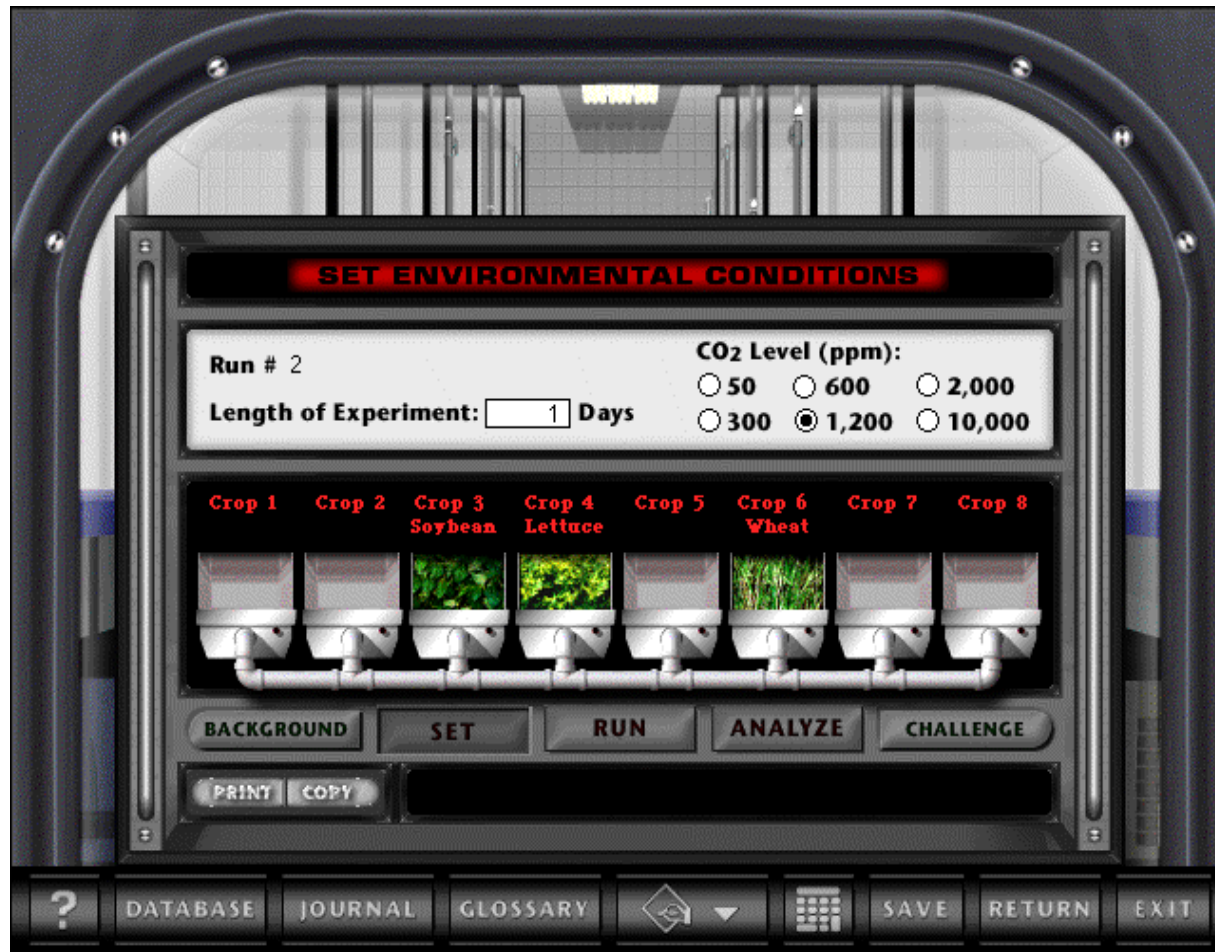 SET ENVIRONMENTAL CONDITIONS
Run # 2
Length of Experiment: 1 Days
CO2 Level (ppm):
50 600 2,000
300 1,200 10,000
Crop 1 Crop 2 Crop 3 Crop 4 Crop 5 Crop 6 Crop 7 Crop 8
Soybean Lettuce Wheat
BACKGROUND SET RUN ANALYZE CHALLENGE
PRINT COPY
? DATABASE JOURNAL GLOSSARY SAVE RETURN EXIT